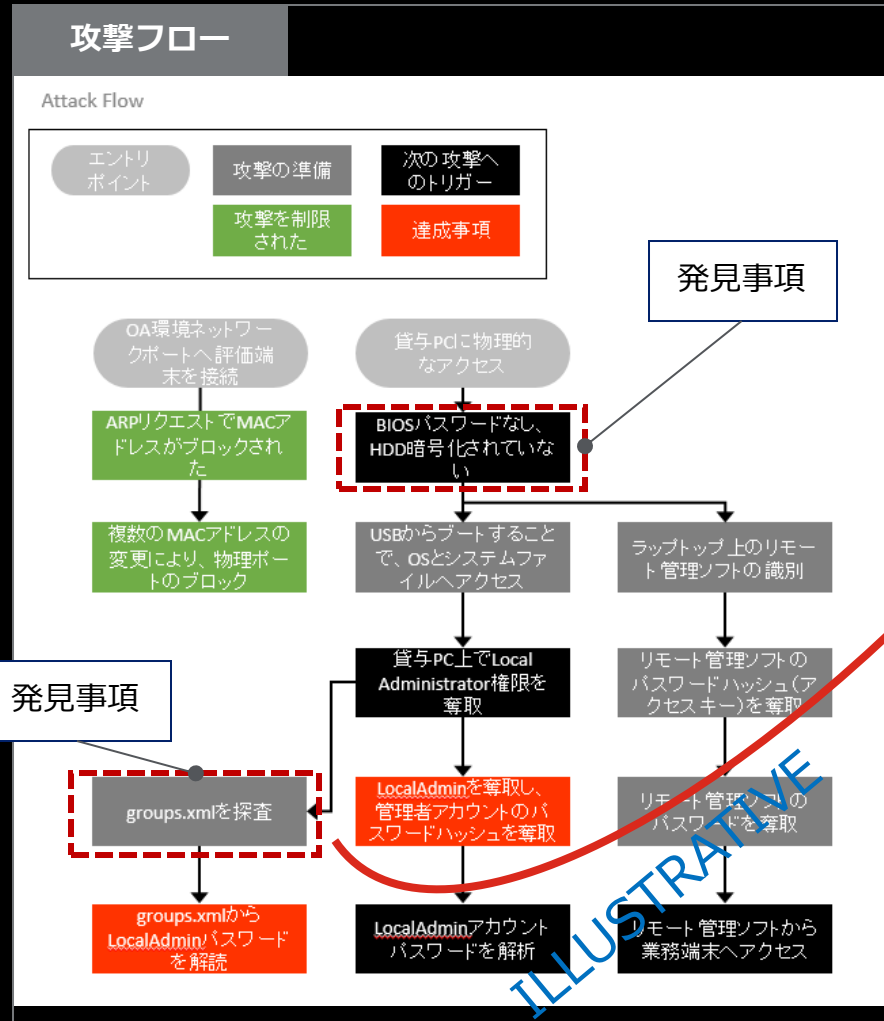 攻撃フロー
Attack Flow
エントリ
ポイント
攻撃の準備
次の攻撃へ
のトリガー
攻撃を制限
された
達成事項
発見事項
OA環境ネットワー
クポートへ評価端
末を接続
貸与PCに物理的
なアクセス
ARPリクエストでMACア
ドレスがブロックされ
た
BIOSパスワードなし、
HDD暗号化されていな
い
複数のMACアドレスの
変更により、物理ポー
トのブロック
USBからブートすること
で、OSとシステムファ
イルへアクセス
ラップトップ上のリモー
ト管理ソフトの識別
発見事項
貸与PC上でLocal
Administrator権限を
奪取
リモート管理ソフトの
パスワードハッシュ(ア
クセスキー)を奪取
groups.xmlを探査
LocalAdminを奪取し、
管理者アカウントのパ
スワードハッシュを奪取
リモート管理ソフトの
パスワードを奪取
groups.xmlから
LocalAdminパスワード
を解読
LocalAdminアカウント
パスワードを解析
リモート管理ソフトから
業務端末へアクセス
ILLUSTRATIVE